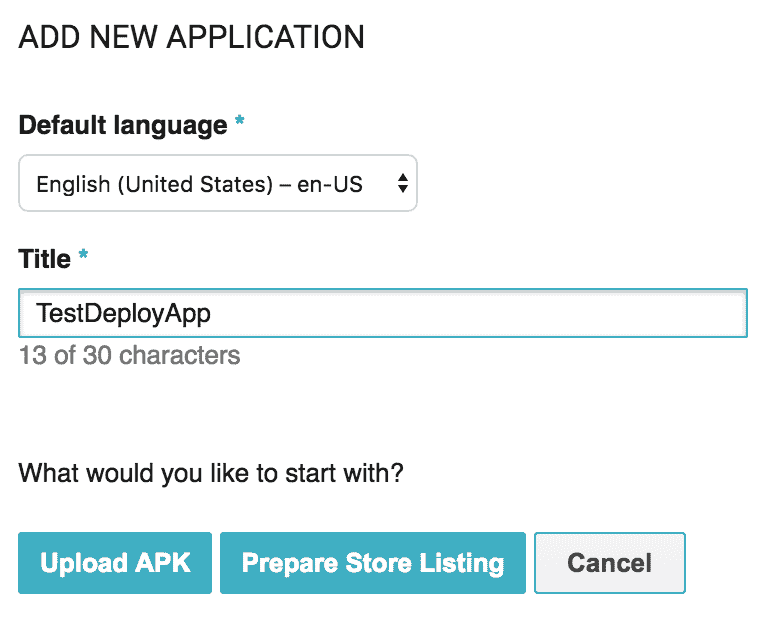 ADD NEW APPLICATION
Default language *
English (United States) – en-US
Title *
TestDeployApp
13 of 30 characters
What would you like to start with?
Upload APK Prepare Store Listing Cancel